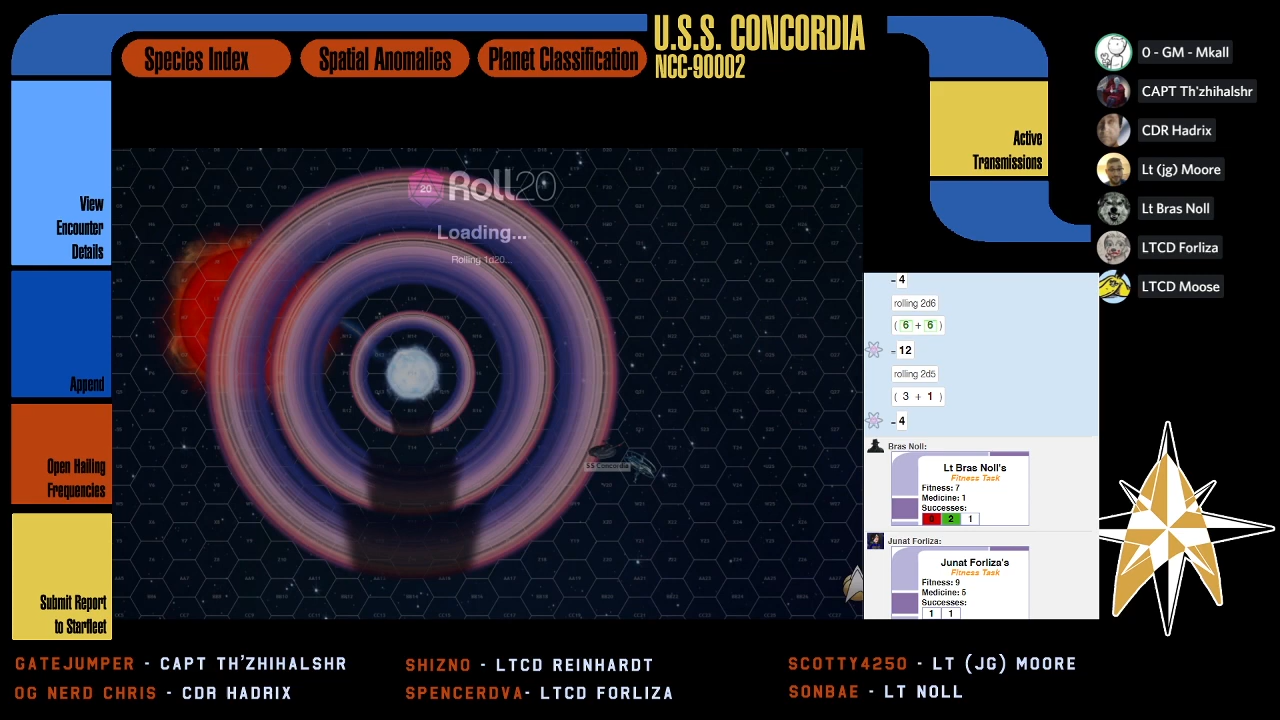 U.S.S. CONCORDIA
NCC-90002
Species Index
Spatial Anomalies
Planet Classification
View
Encounter
Details
Append
Open Hailing
Frequencies
Submit Report
to Starfleet
Active
Transmissions
0 - GM - Mkall
CAPT Th'zhihalshr
CDR Hadrix
Lt (jg) Moore
Lt Bras Noll
LTCD Forliza
LTCD Moose
20
Roll20
Loading...
Rolling 1d20...
SS Concordia
=4
rolling 2d6
( 6 + 6 )
=12
rolling 2d5
( 3 + 1 )
=4
Bras Noll:
Lt Bras Noll's
Fitness Task
Fitness: 7
Medicine: 1
Successes:
0 2 1
Junat Forliza:
Junat Forliza's
Fitness Task
Fitness: 9
Medicine: 5
Successes:
1 1
GATEJUMPER - CAPT TH'ZHIHALSHR
SHIZNO - LTCD REINHARDT
SCOTTY4250 - LT (JG) MOORE
OG NERD CHRIS - CDR HADRIX
SPENCERDVA- LTCD FORLIZA
SONBAE - LT NOLL